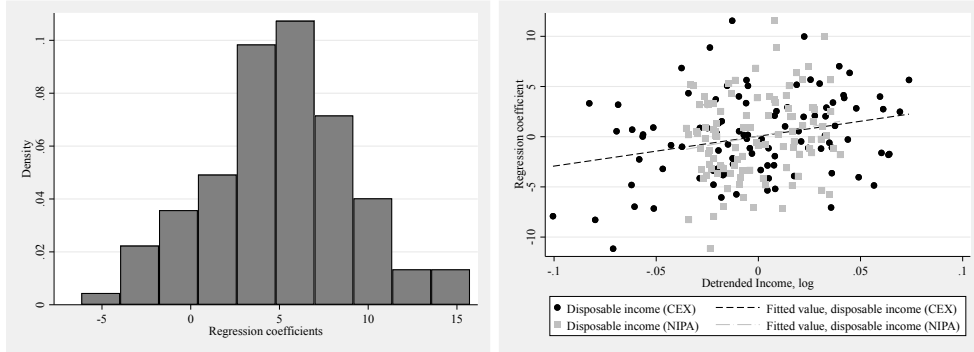 Density
0
.02
.04
.06
.08
.1
-5
0
5
10
15
Regression coefficients
Regression coefficient
-10
-5
0
5
10
-.1
-.05
0
.05
.1
Detrended Income, log
Disposable income (CEX)
Fitted value, disposable income (CEX)
Disposable income (NIPA)
Fitted value, disposable income (NIPA)